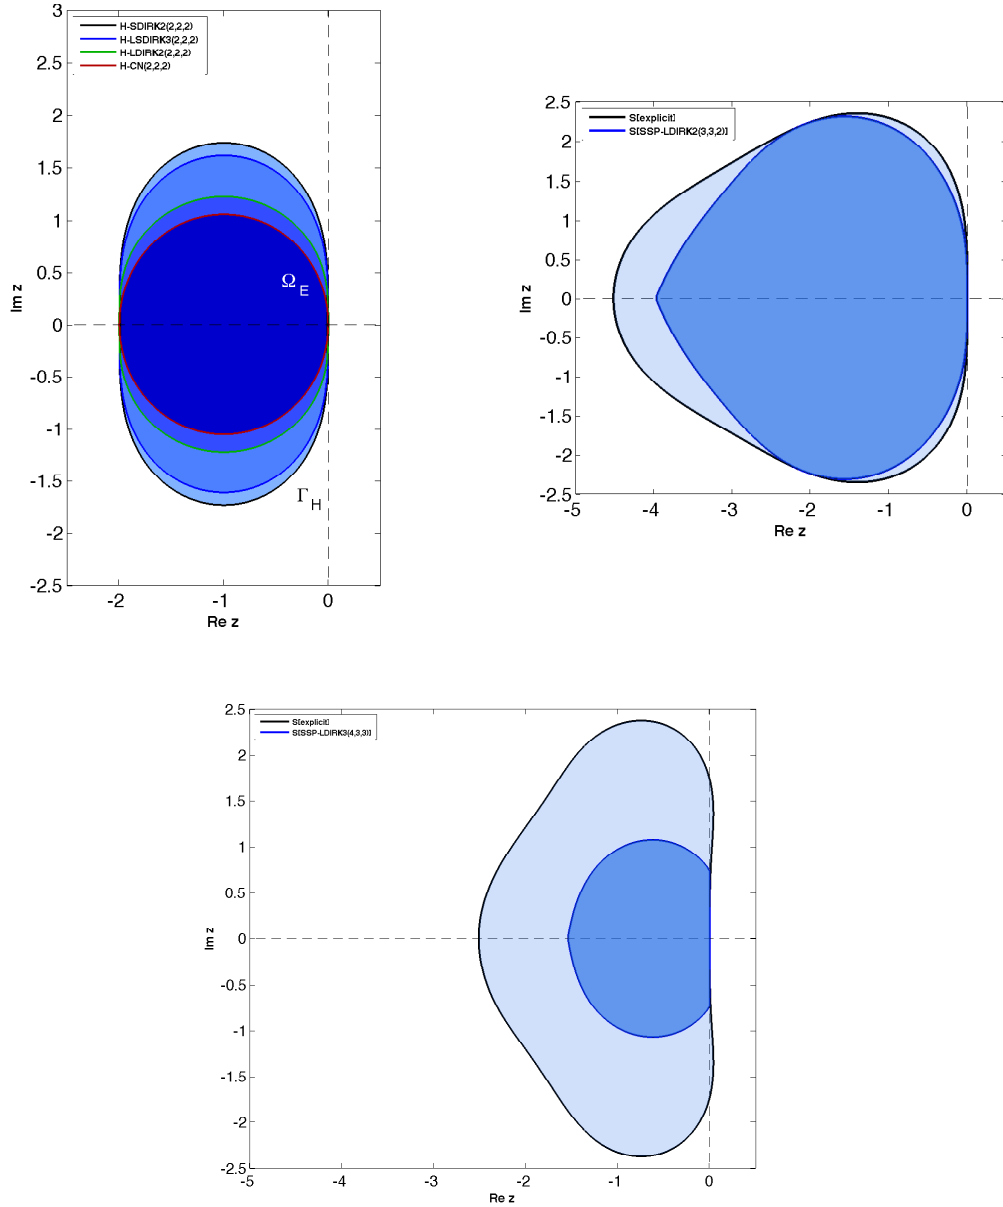 3
H-SDIRK2(2,2,2)
H-LSDIRK3(2,2,2)
H-LDIRK2(2,2,2)
H-CN(2,2,2)
2.5
2
1.5
1
0.5
0
-0.5
-1
-1.5
-2
-2.5
Im z
Ω E
Γ H
-2 -1 0
Re z
2.5
S[explicit]
S[SSP-LDIRK2(3,3,2)]
2
1.5
1
0.5
0
-0.5
-1
-1.5
-2
-2.5
Im z
-5 -4 -3 -2 -1 0
Re z
2.5
S[explicit]
S[SSP-LDIRK3(4,3,3)]
2
1.5
1
0.5
0
-0.5
-1
-1.5
-2
-2.5
Im z
-5 -4 -3 -2 -1 0
Re z